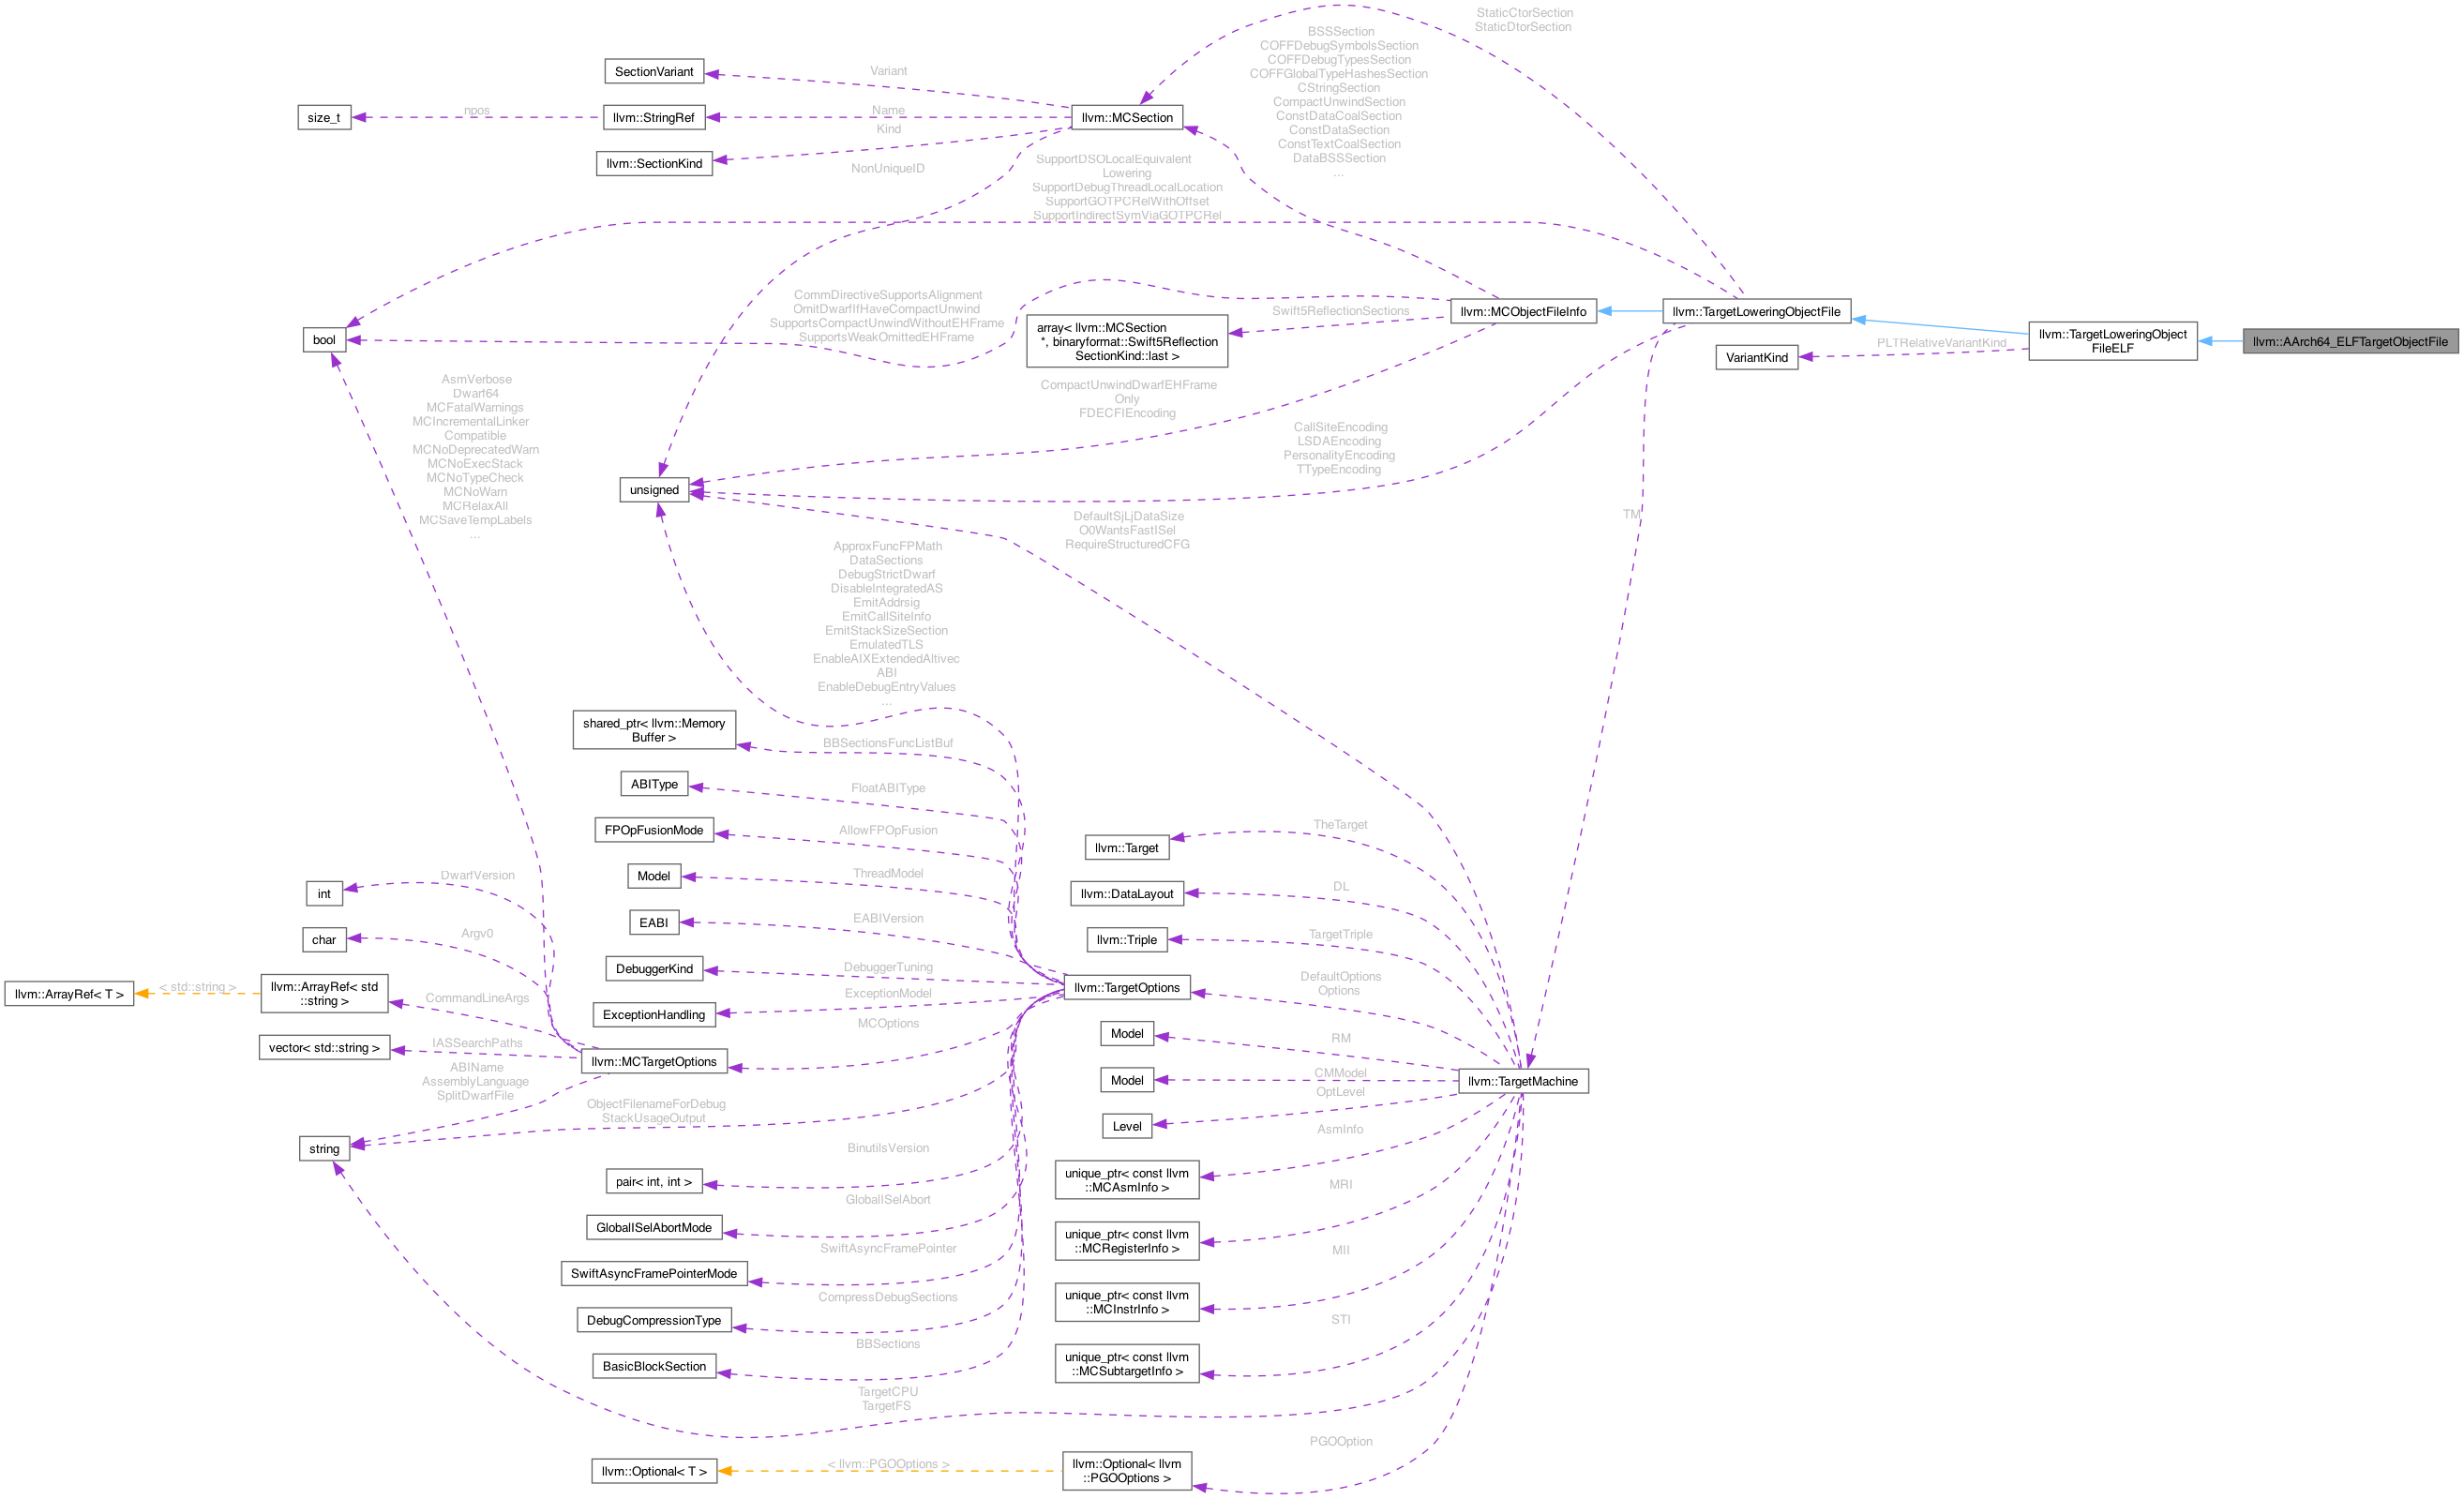 StaticCtorSection
StaticDtorSection
BSSSection
COFFDebugSymbolsSection
COFFDebugTypesSection
COFFGlobalTypeHashesSection
CStringSection
CompactUnwindSection
ConstDataCoalSection
ConstDataSection
ConstTextCoalSection
DataBSSSection
...
SectionVariant
Variant
size_t
npos
llvm::StringRef
Name
llvm::MCSection
Kind
llvm::SectionKind
NonUniqueID
SupportDSOLocalEquivalent
Lowering
SupportDebugThreadLocalLocation
SupportGOTPCRelWithOffset
SupportIndirectSymViaGOTPCRel
CommDirectiveSupportsAlignment
OmitDwarfIfHaveCompactUnwind
SupportsCompactUnwindWithoutEHFrame
SupportsWeakOmittedEHFrame
bool
Swift5ReflectionSections
array< llvm::MCSection
*, binaryformat::Swift5Reflection
SectionKind::last >
llvm::MCObjectFileInfo
llvm::TargetLoweringObjectFile
VariantKind
PLTRelativeVariantKind
llvm::TargetLoweringObject
FileELF
llvm::AArch64_ELFTargetObjectFile
AsmVerbose
Dwarf64
MCFatalWarnings
MCIncrementalLinker
Compatible
MCNoDeprecatedWarn
MCNoExecStack
MCNoTypeCheck
MCNoWarn
MCRelaxAll
MCSaveTempLabels
...
CompactUnwindDwarfEHFrame
Only
FDECFIEncoding
CallSiteEncoding
LSDAEncoding
PersonalityEncoding
TTypeEncoding
unsigned
DefaultSjLjDataSize
O0WantsFastISel
RequireStructuredCFG
TM
ApproxFuncFPMath
DataSections
DebugStrictDwarf
DisableIntegratedAS
EmitAddrsig
EmitCallSiteInfo
EmitStackSizeSection
EmulatedTLS
EnableAIXExtendedAltivec
ABI
EnableDebugEntryValues
...
shared_ptr< llvm::Memory
Buffer >
BBSectionsFuncListBuf
ABIType
FloatABIType
FPOpFusionMode
AllowFPOpFusion
llvm::Target
TheTarget
Model
ThreadModel
int
DwarfVersion
llvm::DataLayout
DL
EABI
EABIVersion
char
Argv0
llvm::Triple
TargetTriple
DebuggerKind
DebuggerTuning
llvm::ArrayRef< T >
< std::string >
llvm::ArrayRef< std
::string >
CommandLineArgs
ExceptionHandling
ExceptionModel
llvm::TargetOptions
DefaultOptions
Options
MCOptions
vector< std::string >
IASSearchPaths
llvm::MCTargetOptions
Model
RM
ABIName
AssemblyLanguage
SplitDwarfFile
Model
CMModel
llvm::TargetMachine
OptLevel
Level
ObjectFilenameForDebug
StackUsageOutput
AsmInfo
string
BinutilsVersion
pair< int, int >
unique_ptr< const llvm
::MCAsmInfo >
MRI
GlobalISelAbort
GlobalISelAbortMode
unique_ptr< const llvm
::MCRegisterInfo >
MII
SwiftAsyncFramePointer
SwiftAsyncFramePointerMode
unique_ptr< const llvm
::MCInstrInfo >
CompressDebugSections
DebugCompressionType
STI
BBSections
BasicBlockSection
unique_ptr< const llvm
::MCSubtargetInfo >
TargetCPU
TargetFS
PGOOption
llvm::Optional< T >
< llvm::PGOOptions >
llvm::Optional< llvm
::PGOOptions >